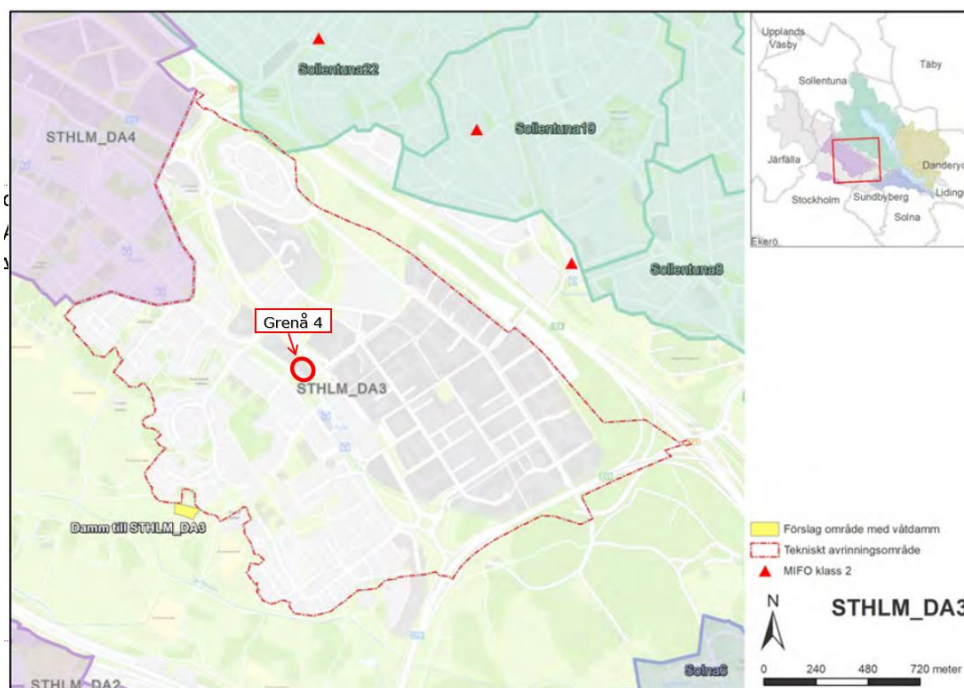 Sollentuna22
Sollentuna19
STHLM_DA4
Sollentuna8
Grenå 4
STHLM_DA3
Damm till STHLM_DA3
Solna6
STHLM_DA2
Upplands
Väsby
Täby
Sollentuna
Järfälla
Danderyd
Stockholm
Sundbyberg
Lidingö
Solna
Ekerö
Förslag område med våtdamm
Tekniskt avrinningsområde
MIFO klass 2
N
STHLM_DA3
0 240 480 720 meter